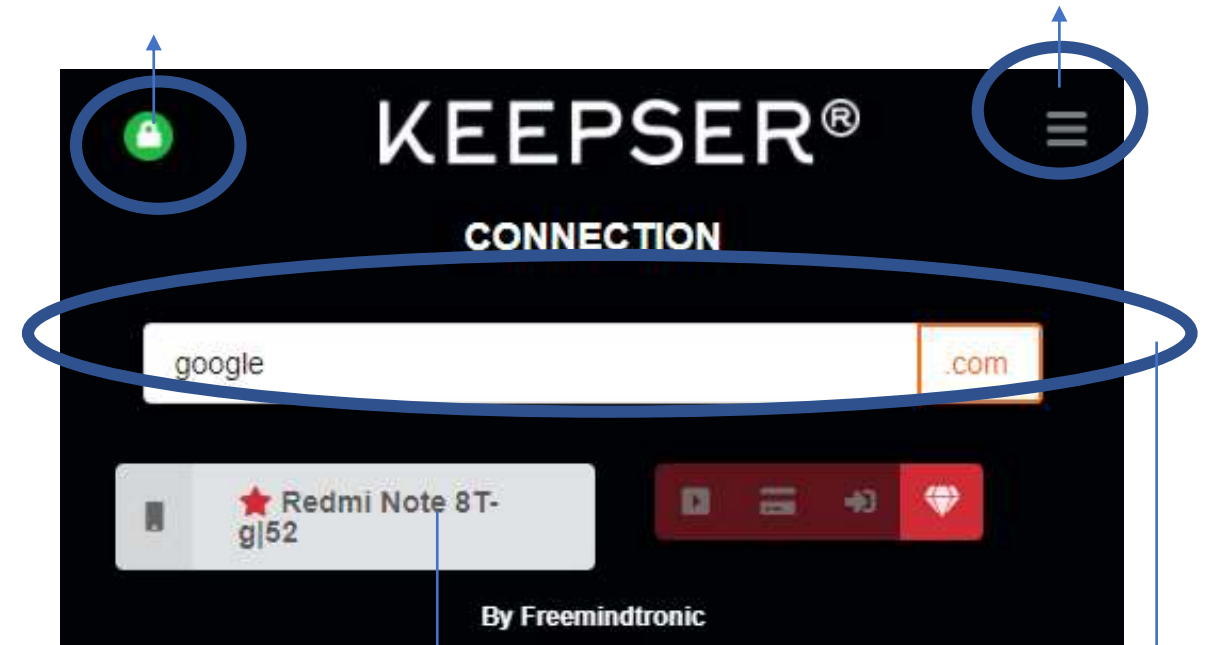 KEEPSER®
CONNECTION
google
.com
Redmi Note 8T-
g|52
By Freemindtronic